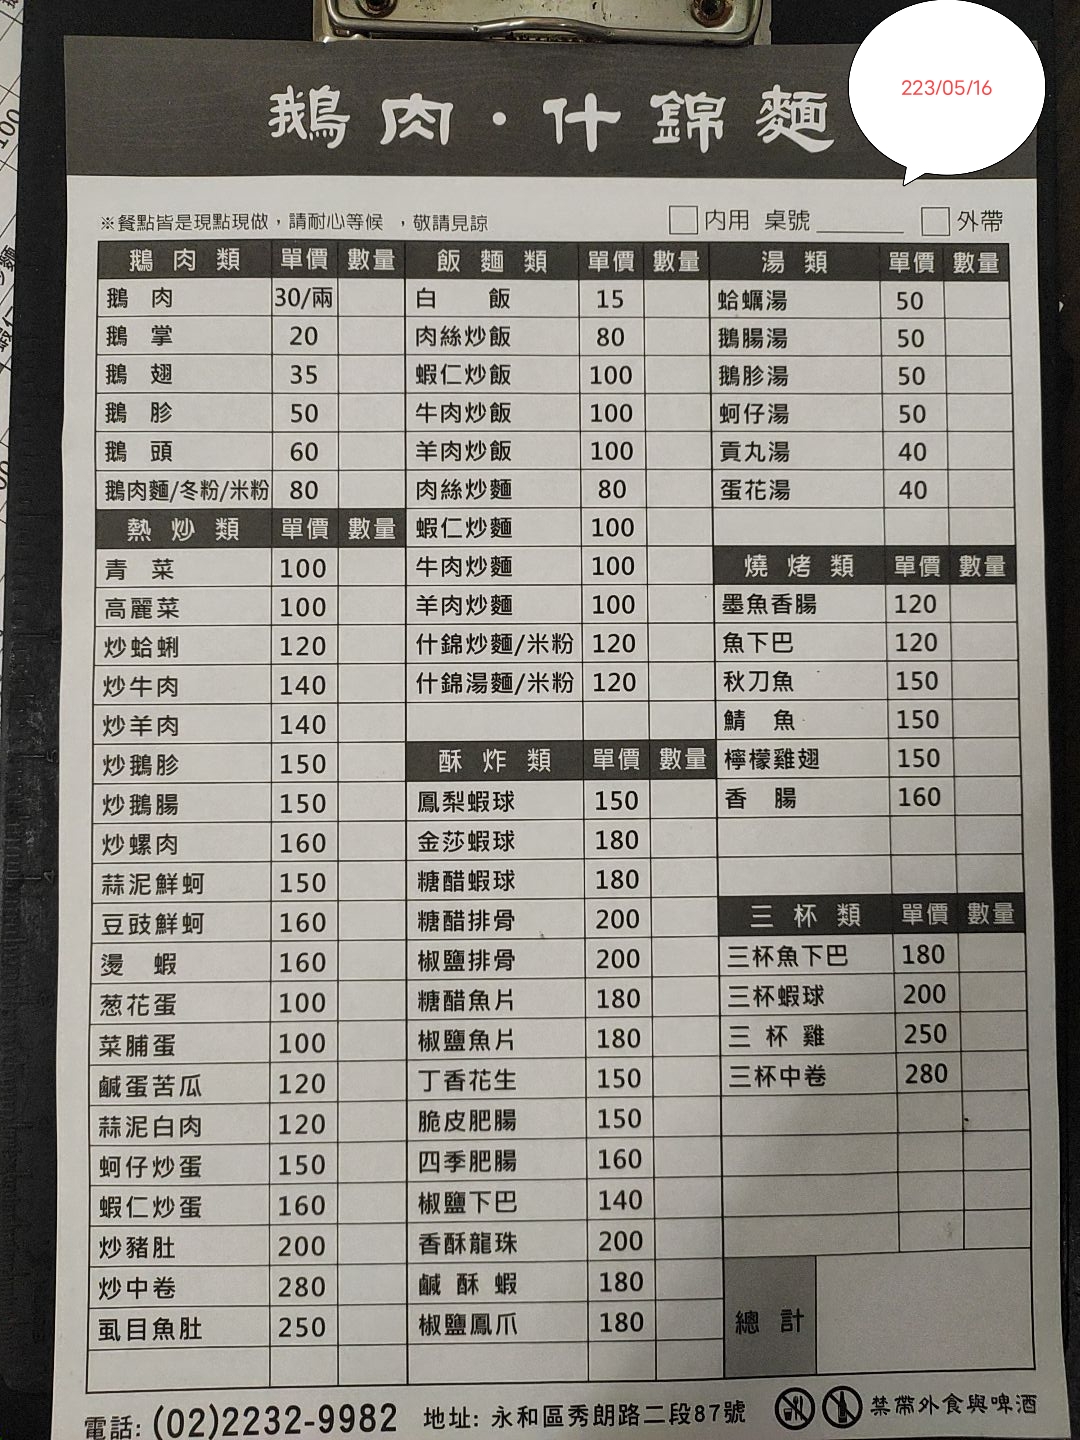 223/05/16
鵝肉·什錦麵
※餐點皆是現點現做，請耐心等候 ，敬請見諒
內用 桌號 外帶
鵝肉類 單價 數量
鵝肉 30/兩
鵝掌 20
鵝翅 35
鵝胗 50
鵝頭 60
鵝肉麵/冬粉/米粉 80
熱炒類 單價 數量
青菜 100
高麗菜 100
炒蛤蜊 120
炒牛肉 140
炒羊肉 140
炒鵝胗 150
炒鵝腸 150
炒螺肉 160
蒜泥鮮蚵 150
豆豉鮮蚵 160
燙蝦 160
葱花蛋 100
菜脯蛋 100
鹹蛋苦瓜 120
蒜泥白肉 120
蚵仔炒蛋 150
蝦仁炒蛋 160
炒豬肚 200
炒中卷 280
虱目魚肚 250
飯麵類 單價 數量
白飯 15
肉絲炒飯 80
蝦仁炒飯 100
牛肉炒飯 100
羊肉炒飯 100
肉絲炒麵 80
蝦仁炒麵 100
牛肉炒麵 100
羊肉炒麵 100
什錦炒麵/米粉 120
什錦湯麵/米粉 120
酥炸類 單價 數量
鳳梨蝦球 150
金莎蝦球 180
糖醋蝦球 180
糖醋排骨 200
椒鹽排骨 200
糖醋魚片 180
椒鹽魚片 180
丁香花生 150
脆皮肥腸 150
四季肥腸 160
椒鹽下巴 140
香酥龍珠 200
鹹酥蝦 180
椒鹽鳳爪 180
湯類 單價 數量
蛤蠣湯 50
鵝腸湯 50
鵝胗湯 50
蚵仔湯 50
貢丸湯 40
蛋花湯 40
燒烤類 單價 數量
墨魚香腸 120
魚下巴 120
秋刀魚 150
鯖魚 150
檸檬雞翅 150
香腸 160
三杯類 單價 數量
三杯魚下巴 180
三杯蝦球 200
三杯雞 250
三杯中卷 280
總計
電話: (02)2232-9982 地址: 永和區秀朗路二段87號 禁帶外食與啤酒